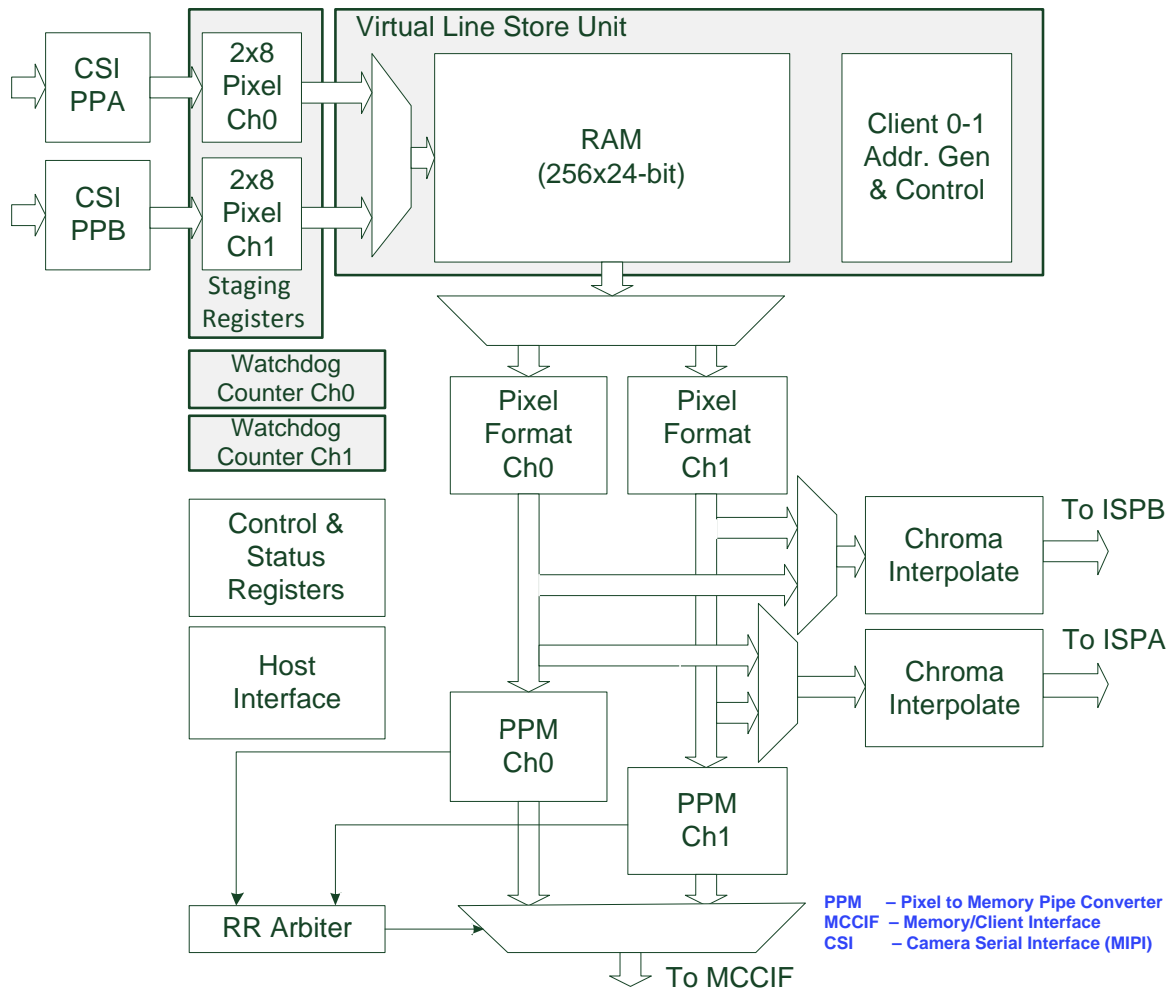 Virtual Line Store Unit
CSI
PPA
2x8
Pixel
Ch0
RAM
(256x24-bit)
Client 0-1
Addr. Gen
& Control
CSI
PPB
2x8
Pixel
Ch1
Staging
Registers
Watchdog
Counter Ch0
Watchdog
Counter Ch1
Pixel
Format
Ch0
Pixel
Format
Ch1
Control &
Status
Registers
Chroma
Interpolate
To ISPB
Host
Interface
Chroma
Interpolate
To ISPA
PPM
Ch0
PPM
Ch1
RR Arbiter
To MCCIF
PPM – Pixel to Memory Pipe Converter
MCCIF – Memory/Client Interface
CSI – Camera Serial Interface (MIPI)